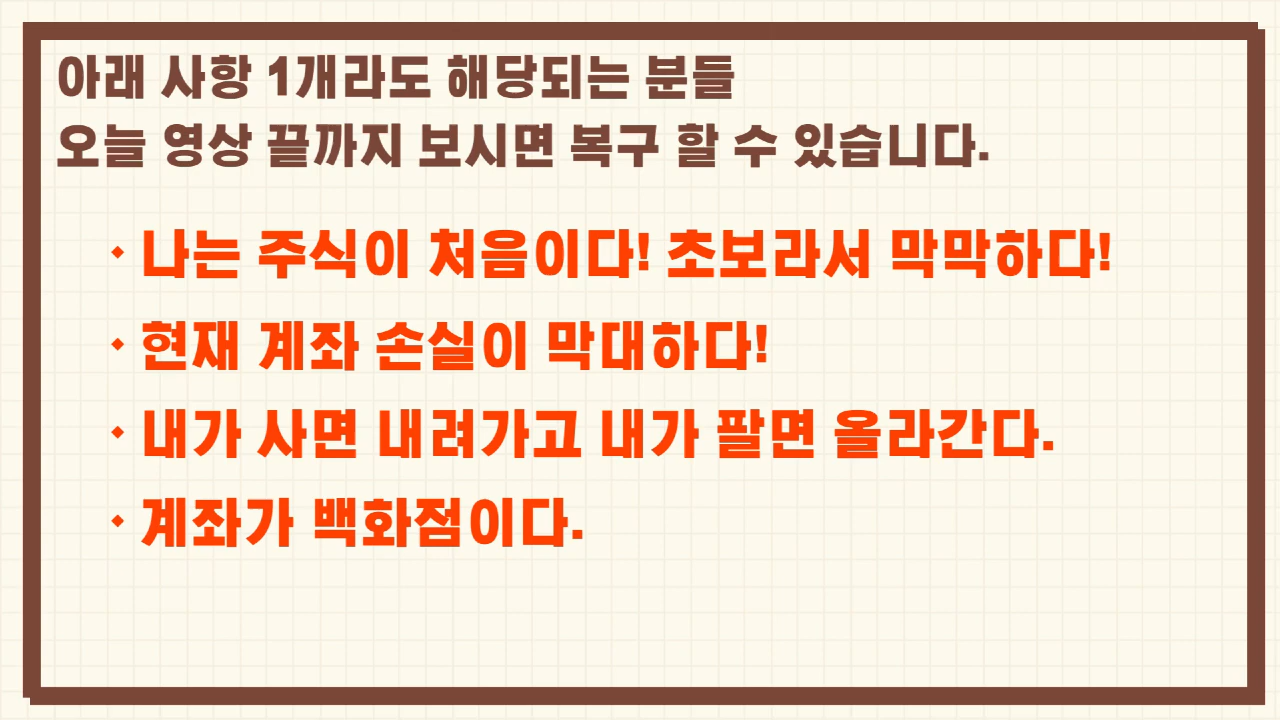 아래 사항 1개라도 해당되는 분들
오늘 영상 끝까지 보시면 복구 할 수 있습니다.
· 나는 주식이 처음이다! 초보라서 막막하다!
· 현재 계좌 손실이 막대하다!
· 내가 사면 내려가고 내가 팔면 올라간다.
· 계좌가 백화점이다.